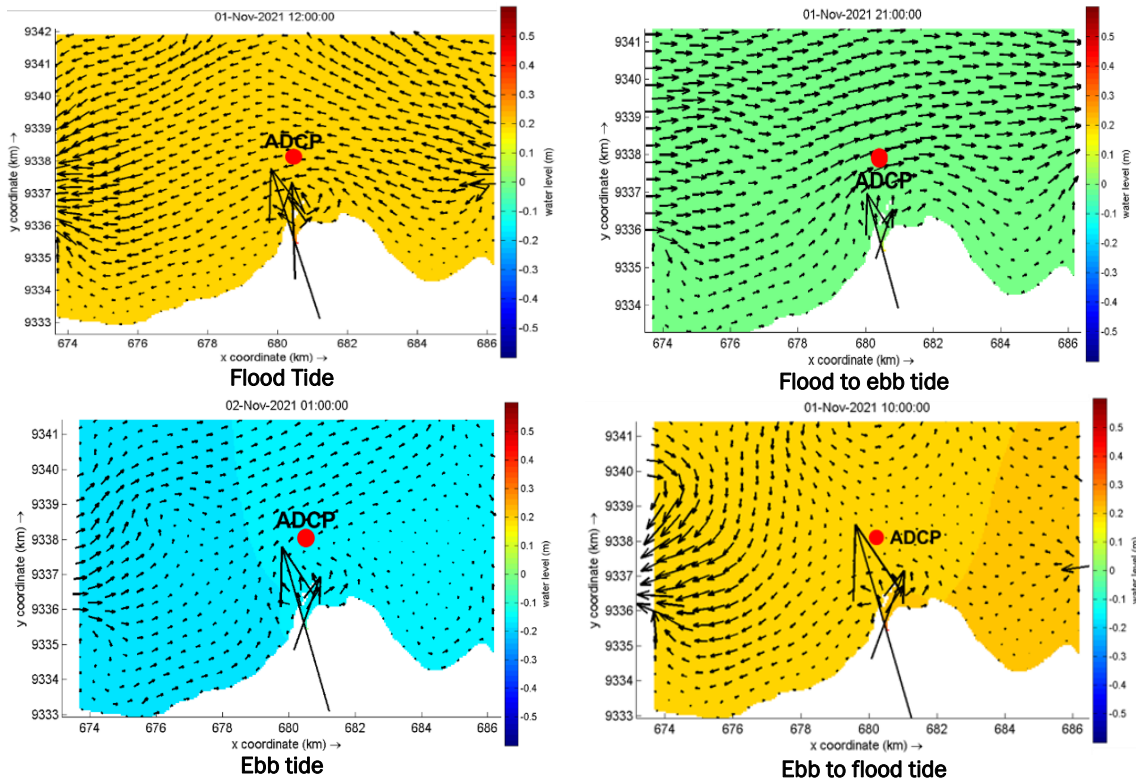 01-Nov-2021 12:00:00
9342
9341
9340
9339
9338
9337
9336
9335
9334
9333
y coordinate (km) →
ADCP
674 676 678 680 682 684 686
x coordinate (km) →
0.5
0.4
0.3
0.2
0.1
0
-0.1
-0.2
-0.3
-0.4
-0.5
water level (m)
Flood Tide
01-Nov-2021 21:00:00
9341
9340
9339
9338
9337
9336
9335
9334
y coordinate (km) →
ADCP
674 676 678 680 682 684 686
x coordinate (km) →
0.5
0.4
0.3
0.2
0.1
0
-0.1
-0.2
-0.3
-0.4
-0.5
water level (m)
Flood to ebb tide
02-Nov-2021 01:00:00
9341
9340
9339
9338
9337
9336
9335
9334
9333
y coordinate (km) →
ADCP
674 676 678 680 682 684 686
x coordinate (km) →
0.5
0.4
0.3
0.2
0.1
0
-0.1
-0.2
-0.3
-0.4
-0.5
water level (m)
Ebb tide
01-Nov-2021 10:00:00
9341
9340
9339
9338
9337
9336
9335
9334
9333
y coordinate (km) →
ADCP
674 676 678 680 682 684 686
x coordinate (km) →
0.5
0.4
0.3
0.2
0.1
0
-0.1
-0.2
-0.3
-0.4
-0.5
water level (m)
Ebb to flood tide